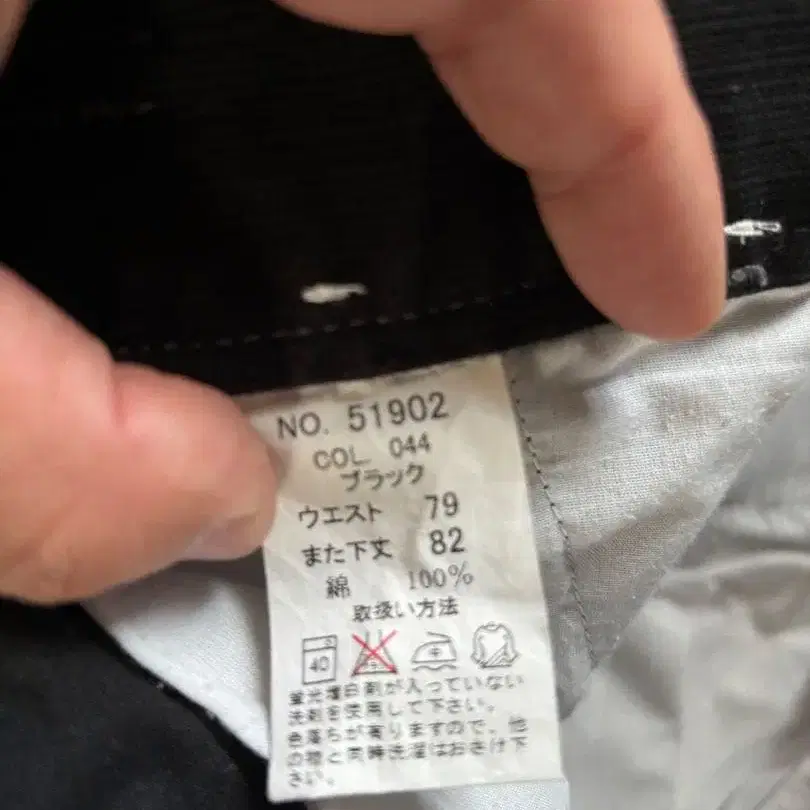 NO. 51902
COL. 044
ブラック
ウエスト 79
また下丈 82
綿 100%
取扱い方法
40
蛍光増白剤が入っていない
洗剤を使用して下さい。
色落ちが有りますので、他
の物と同時洗濯はおさけ下
さい。